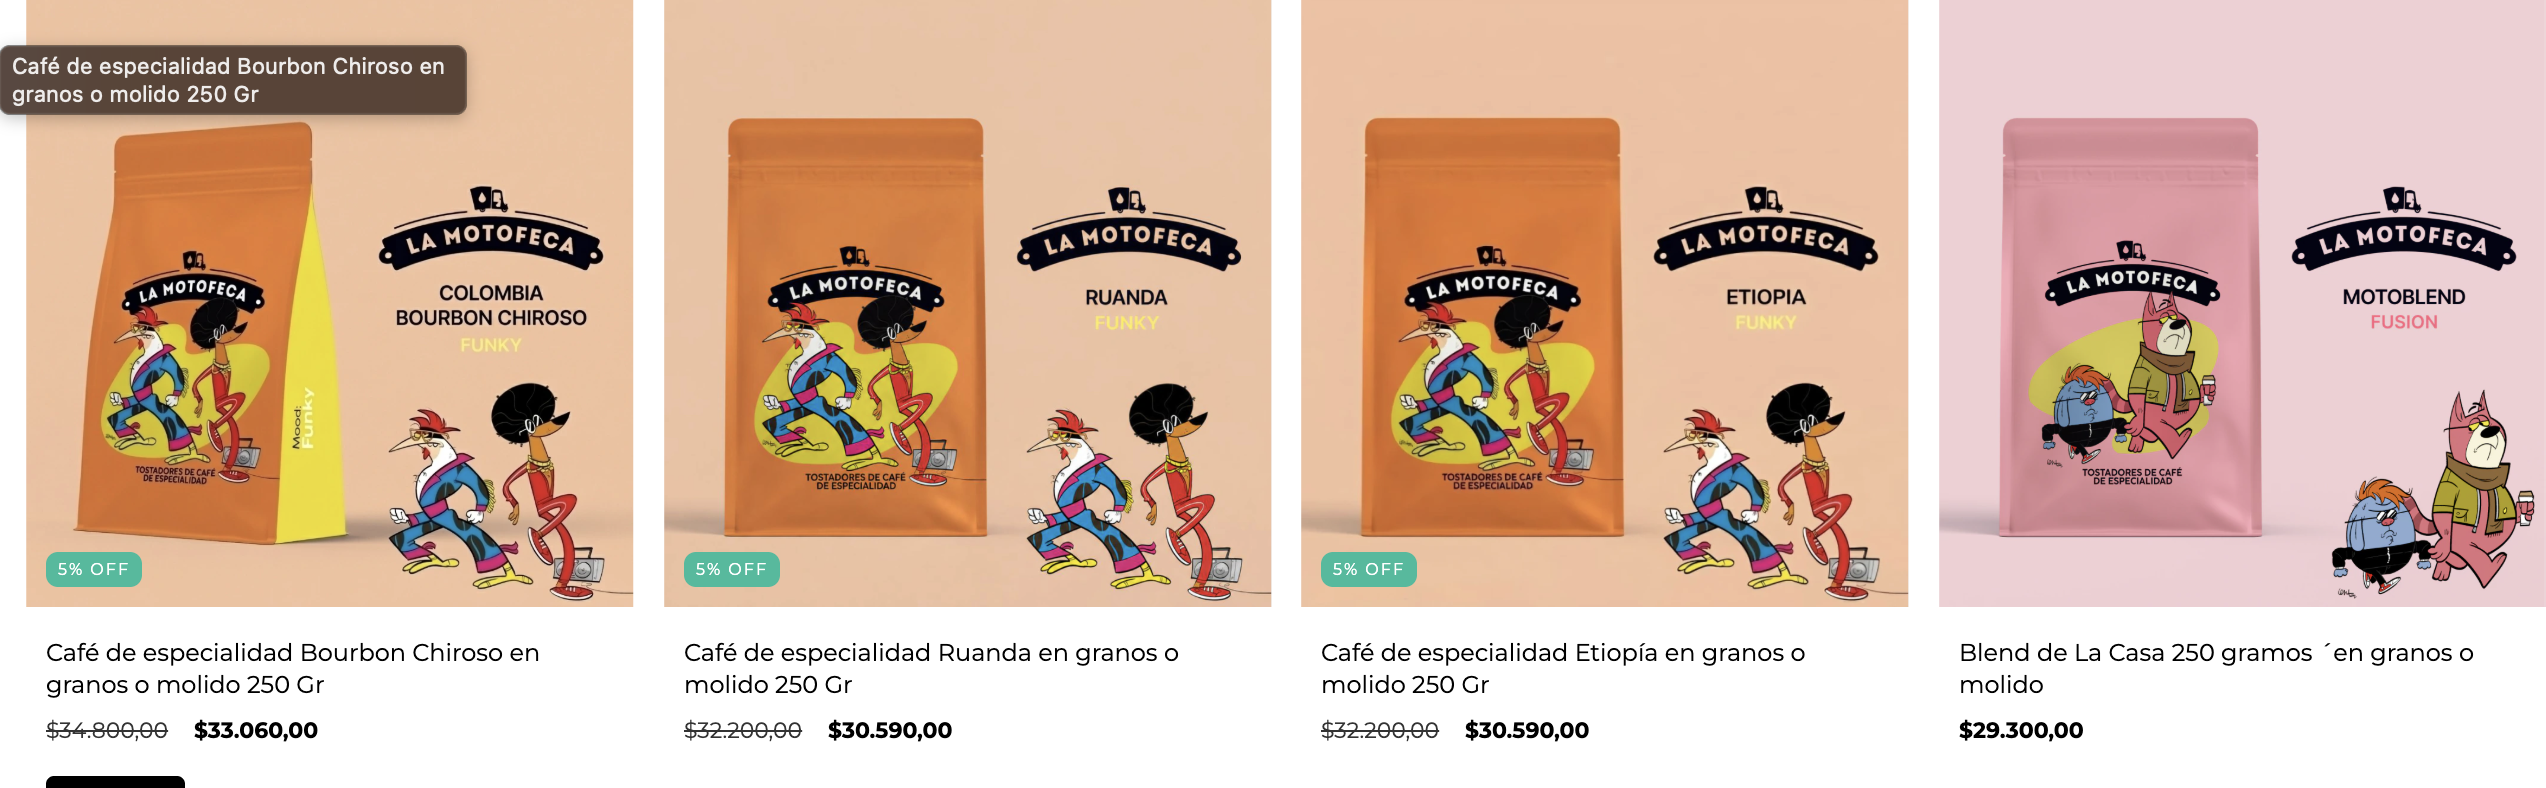 Café de especialidad Bourbon Chiroso en
granos o molido 250 Gr
LA MOTOFECA
TOSTADORES DE CAFÉ
DE ESPECIALIDAD
Mood:
Funky
LA MOTOFECA
COLOMBIA
BOURBON CHIROSO
FUNKY
5% OFF
Café de especialidad Bourbon Chiroso en
granos o molido 250 Gr
$34.800,00 $33.060,00
LA MOTOFECA
TOSTADORES DE CAFÉ
DE ESPECIALIDAD
LA MOTOFECA
RUANDA
FUNKY
5% OFF
Café de especialidad Ruanda en granos o
molido 250 Gr
$32.200,00 $30.590,00
LA MOTOFECA
TOSTADORES DE CAFÉ
DE ESPECIALIDAD
LA MOTOFECA
ETIOPIA
FUNKY
5% OFF
Café de especialidad Etiopía en granos o
molido 250 Gr
$32.200,00 $30.590,00
LA MOTOFECA
TOSTADORES DE CAFÉ
DE ESPECIALIDAD
LA MOTOFECA
MOTOBLEND
FUSION
Blend de La Casa 250 gramos ´en granos o
molido
$29.300,00